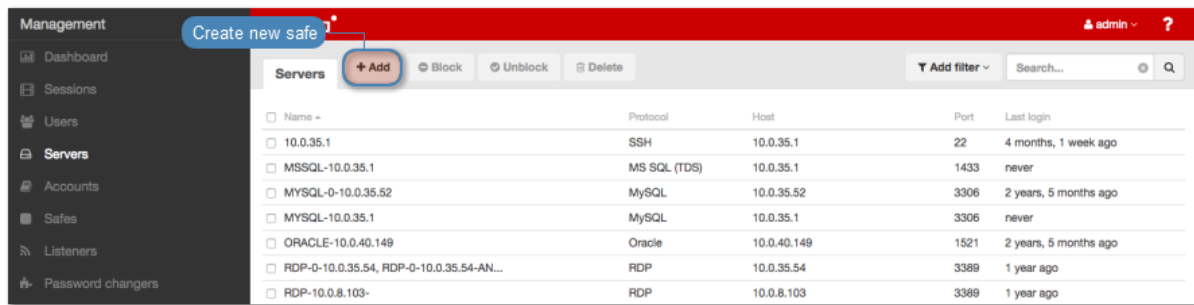 Management
Create new safe
admin
?
Dashboard
Servers
+ Add
Block
Unblock
Delete
Add filter
Search...
Sessions
Users
Servers
Accounts
Safes
Listeners
Password changers
Name Protocol Host Port Last login
10.0.35.1 SSH 10.0.35.1 22 4 months, 1 week ago
MSSQL-10.0.35.1 MS SQL (TDS) 10.0.35.1 1433 never
MYSQL-0-10.0.35.52 MySQL 10.0.35.52 3306 2 years, 5 months ago
MYSQL-10.0.35.1 MySQL 10.0.35.1 3306 never
ORACLE-10.0.40.149 Oracle 10.0.40.149 1521 2 years, 5 months ago
RDP-0-10.0.35.54, RDP-0-10.0.35.54-AN... RDP 10.0.35.54 3389 1 year ago
RDP-10.0.8.103- RDP 10.0.8.103 3389 1 year ago